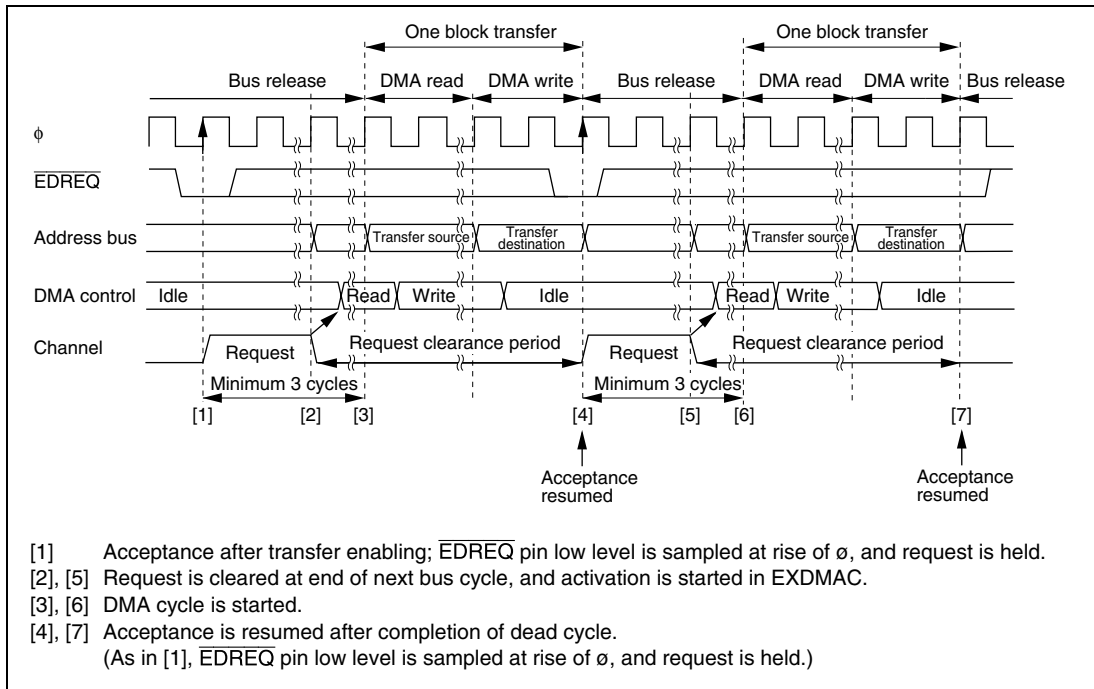 One block transfer One block transfer
Bus release DMA read DMA write Bus release DMA read DMA write Bus release
ϕ
EDREQ
Address bus Transfer source Transfer destination Transfer source Transfer destination
DMA control Idle Read Write Idle Read Write Idle
Channel Request Request clearance period Request Request clearance period
Minimum 3 cycles Minimum 3 cycles
[1] [2] [3] [4] [5] [6] [7]
Acceptance resumed Acceptance resumed
[1] Acceptance after transfer enabling; EDREQ pin low level is sampled at rise of ø, and request is held.
[2], [5] Request is cleared at end of next bus cycle, and activation is started in EXDMAC.
[3], [6] DMA cycle is started.
[4], [7] Acceptance is resumed after completion of dead cycle.
(As in [1], EDREQ pin low level is sampled at rise of ø, and request is held.)